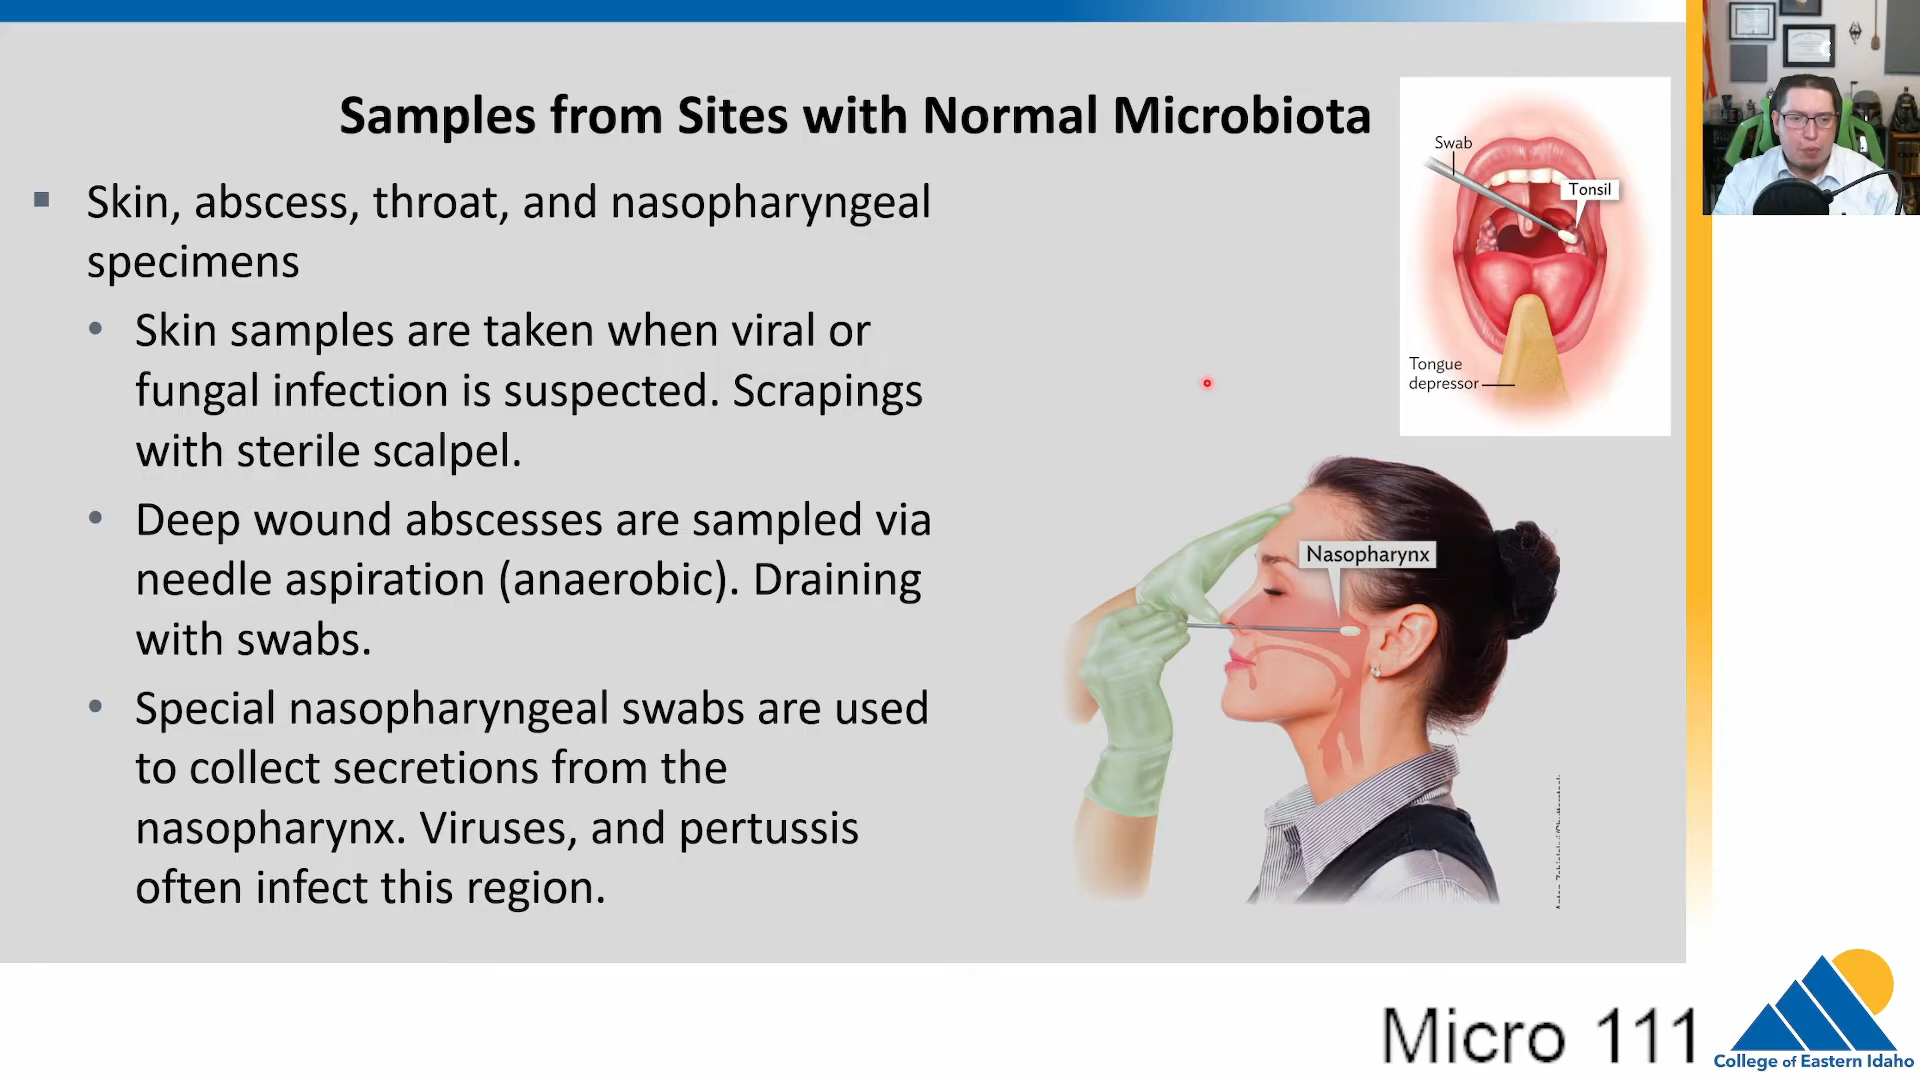 Samples from Sites with Normal Microbiota
Skin, abscess, throat, and nasopharyngeal
specimens
Skin samples are taken when viral or
fungal infection is suspected. Scrapings
with sterile scalpel.
Deep wound abscesses are sampled via
needle aspiration (anaerobic). Draining
with swabs.
Special nasopharyngeal swabs are used
to collect secretions from the
nasopharynx. Viruses, and pertussis
often infect this region.
Swab
Tonsil
Tongue
depressor
Nasopharynx
Micro 111
College of Eastern Idaho